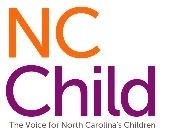 NC
Child
The Voice for North Carolina's Children